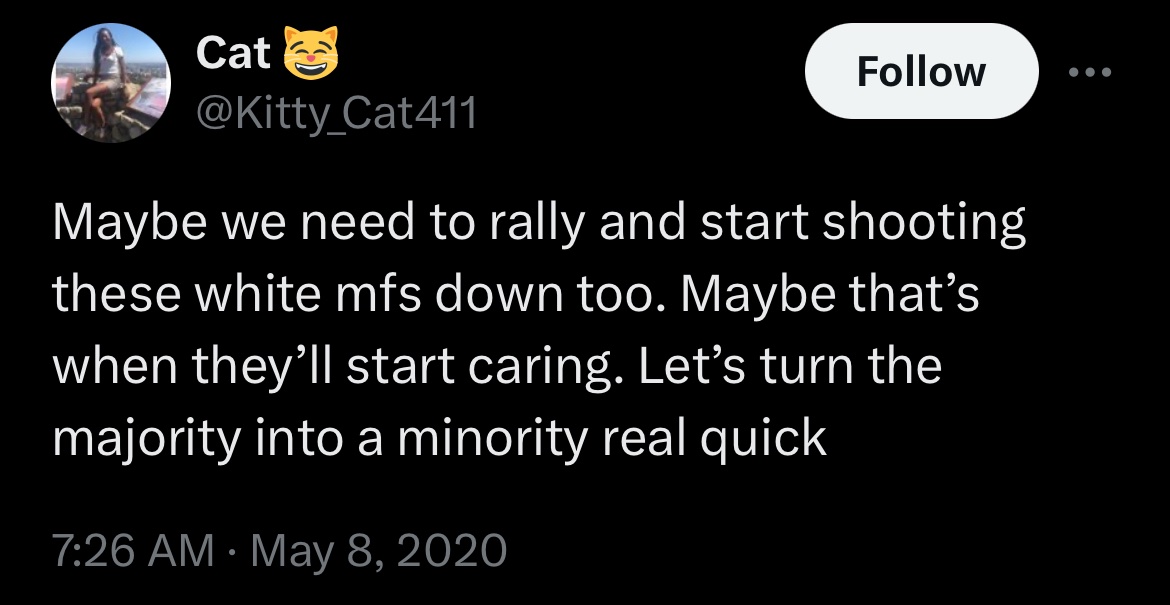 Cat 😸
@Kitty_Cat411
Follow
Maybe we need to rally and start shooting
these white mfs down too. Maybe that’s
when they’ll start caring. Let’s turn the
majority into a minority real quick
7:26 AM · May 8, 2020